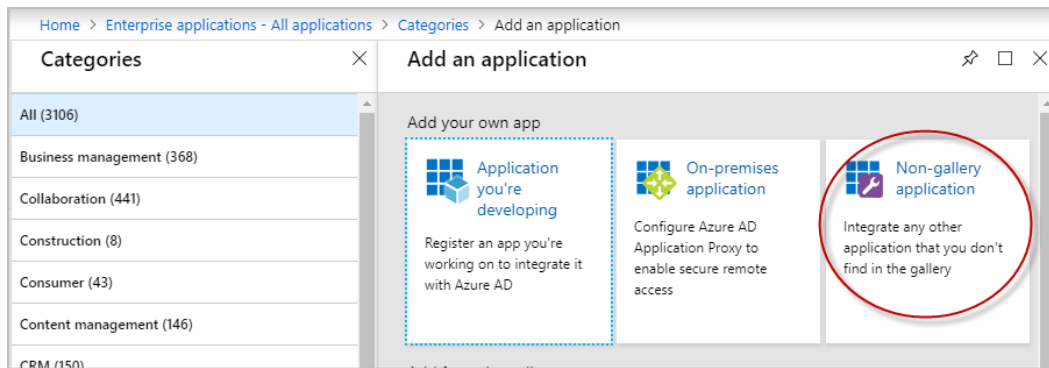 Home > Enterprise applications - All applications > Categories > Add an application
Categories
All (3106)
Business management (368)
Collaboration (441)
Construction (8)
Consumer (43)
Content management (146)
CRM (150)
Add an application
Add your own app
Application
you're
developing
Register an app you're
working on to integrate it
with Azure AD
On-premises
application
Configure Azure AD
Application Proxy to
enable secure remote
access
Non-gallery
application
Integrate any other
application that you don't
find in the gallery